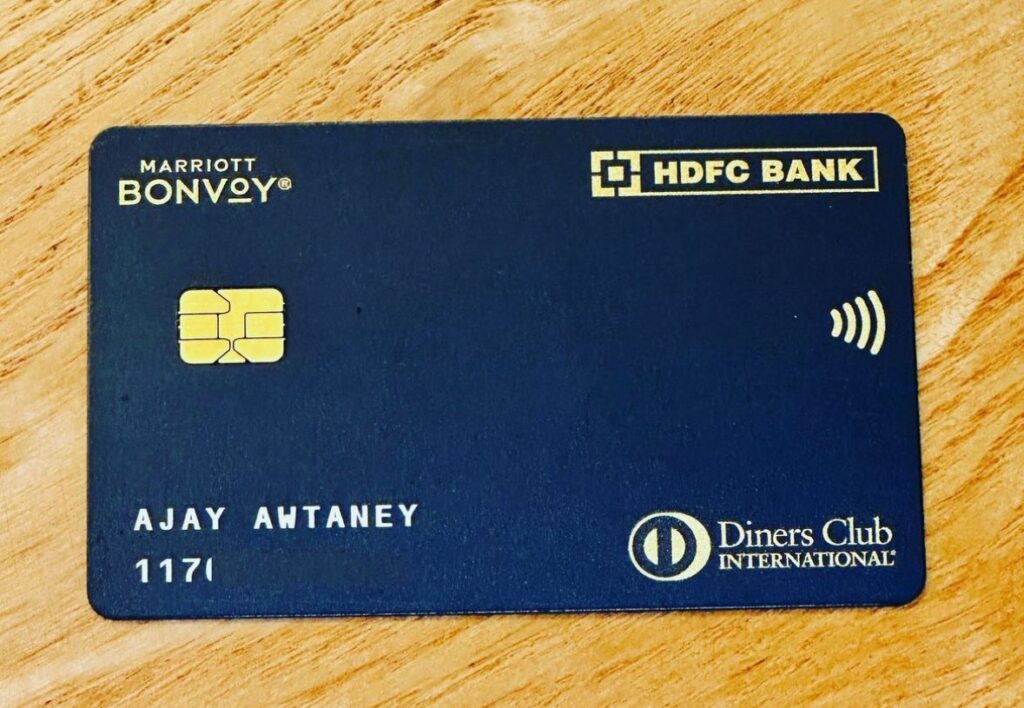 MARRIOTT
BONVOY®
HDFC BANK
AJAY AWTANEY
117
Diners Club
INTERNATIONAL®